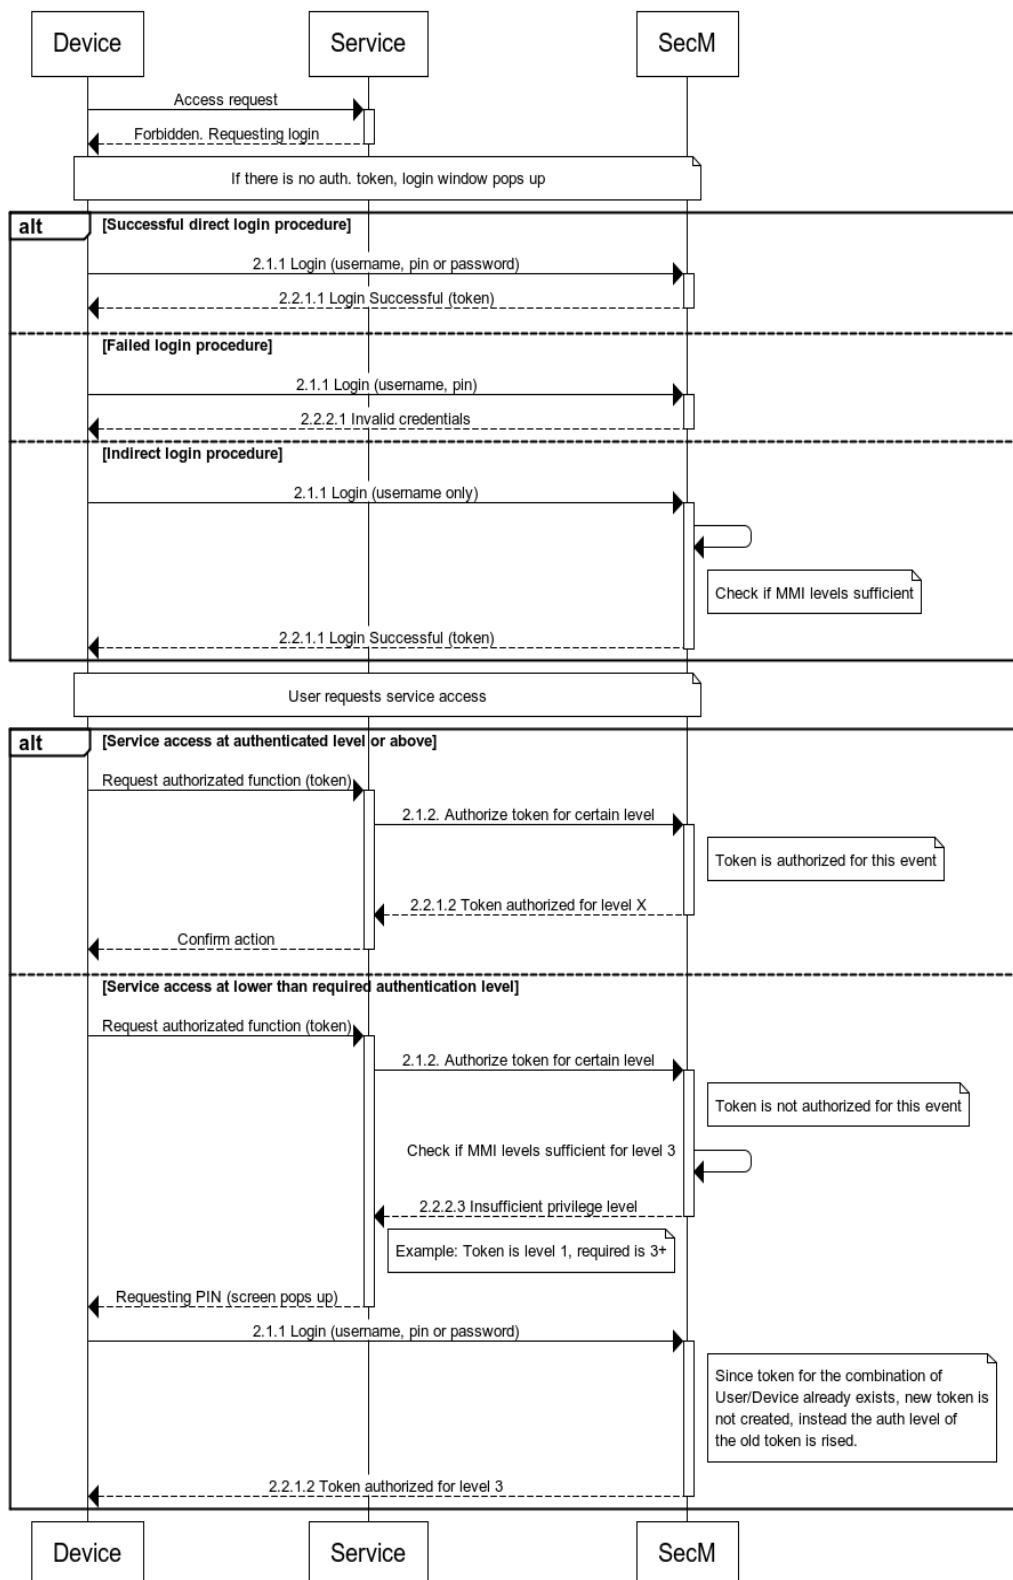 Device Service SecM
Access request
Forbidden. Requesting login
If there is no auth. token, login window pops up
alt [Successful direct login procedure]
2.1.1 Login (username, pin or password)
2.2.1.1 Login Successful (token)
[Failed login procedure]
2.1.1 Login (username, pin)
2.2.2.1 Invalid credentials
[Indirect login procedure]
2.1.1 Login (username only)
Check if MMI levels sufficient
2.2.1.1 Login Successful (token)
User requests service access
alt [Service access at authenticated level or above]
Request authorizated function (token)
2.1.2. Authorize token for certain level
Token is authorized for this event
2.2.1.2 Token authorized for level X
Confirm action
[Service access at lower than required authentication level]
Request authorizated function (token)
2.1.2. Authorize token for certain level
Token is not authorized for this event
Check if MMI levels sufficient for level 3
2.2.2.3 Insufficient privilege level
Example: Token is level 1, required is 3+
Requesting PIN (screen pops up)
2.1.1 Login (username, pin or password)
Since token for the combination of
User/Device already exists, new token is
not created, instead the auth level of
the old token is rised.
2.2.1.2 Token authorized for level 3
Device Service SecM